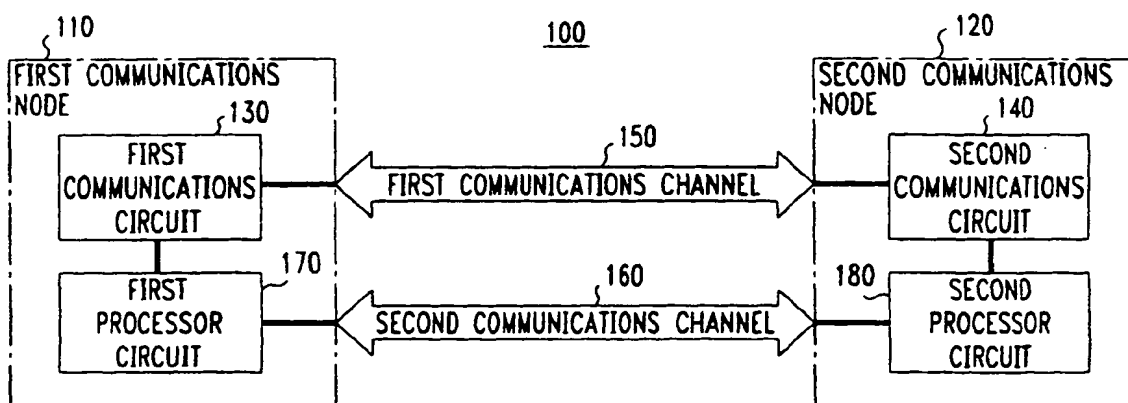 100
110
FIRST COMMUNICATIONS
NODE
130
FIRST
COMMUNICATIONS
CIRCUIT
170
FIRST
PROCESSOR
CIRCUIT
150
FIRST COMMUNICATIONS CHANNEL
160
SECOND COMMUNICATIONS CHANNEL
120
SECOND COMMUNICATIONS
NODE
140
SECOND
COMMUNICATIONS
CIRCUIT
180
SECOND
PROCESSOR
CIRCUIT